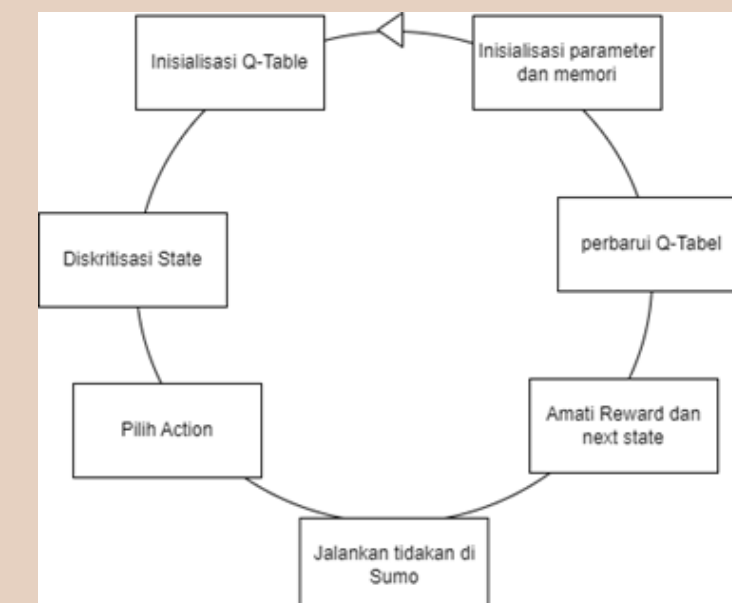 Inisialisasi Q-Table
Inisialisasi parameter
dan memori
perbarui Q-Tabel
Diskritisasi State
Amati Reward dan
next state
Pilih Action
Jalankan tidakan di
Sumo